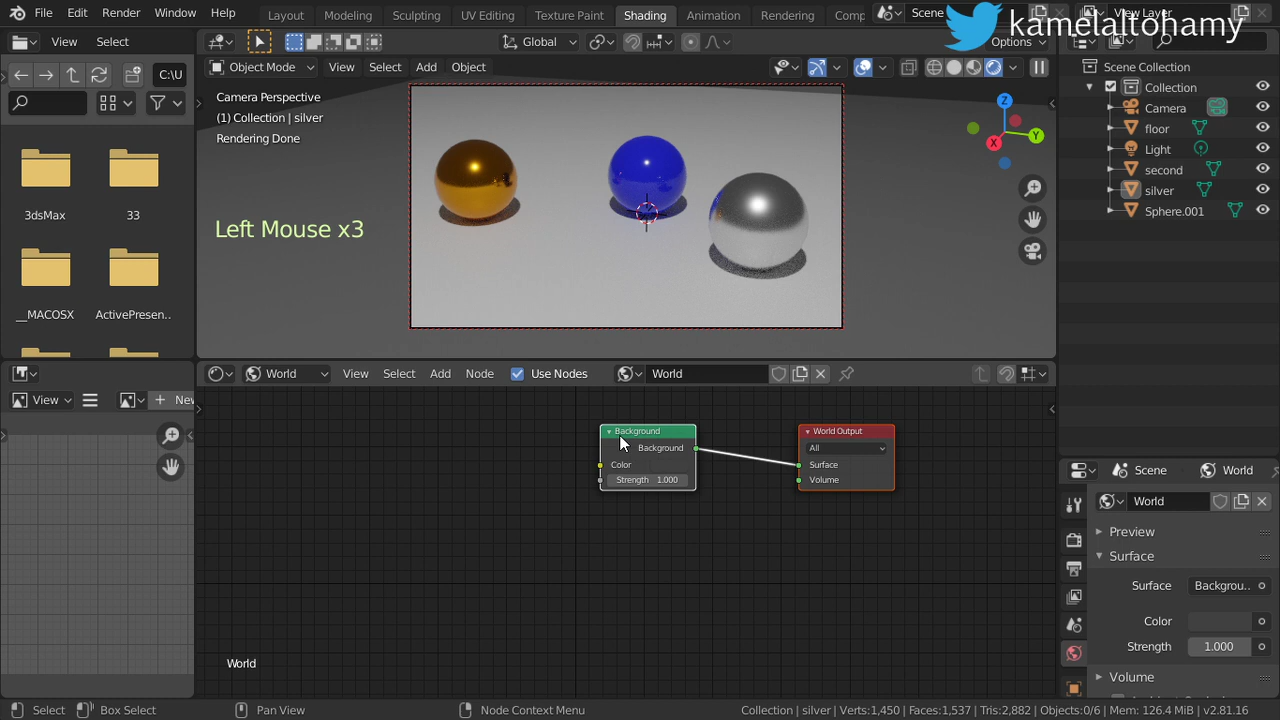 File Edit Render Window Help Layout Modeling Sculpting UV Editing Texture Paint Shading Animation Rendering Comp Scene View Layer
kamelaltohamy
View Select
Global
Options
C:\U
Object Mode View Select Add Object
Scene Collection
Collection
Camera
floor
Light
second
silver
Sphere.001
Camera Perspective
(1) Collection | silver
Rendering Done
Z
Y
X
3dsMax 33
Left Mouse x3
__MACOSX ActivePresen..
World View Select Add Node Use Nodes World
View New
Background
Background
Color
Strength 1.000
World Output
All
Surface
Volume
Scene World
World
Preview
Surface
Surface Backgrou..
Color
Strength 1.000
Volume
World
Select Box Select Pan View Node Context Menu Collection | silver | Verts:1,450 | Faces:1,537 | Tris:2,882 | Objects:0/6 | Mem: 126.4 MiB | v2.81.16